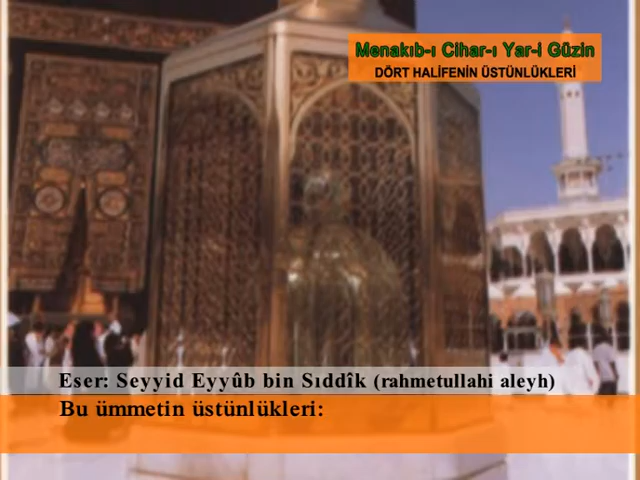 Menakıb-ı Cihar-ı Yar-i Güzin
DÖRT HALİFENİN ÜSTÜNLÜKLERİ
Eser: Seyyid Eyyûb bin Sıddîk (rahmetullahi aleyh)
Bu ümmetin üstünlükleri: